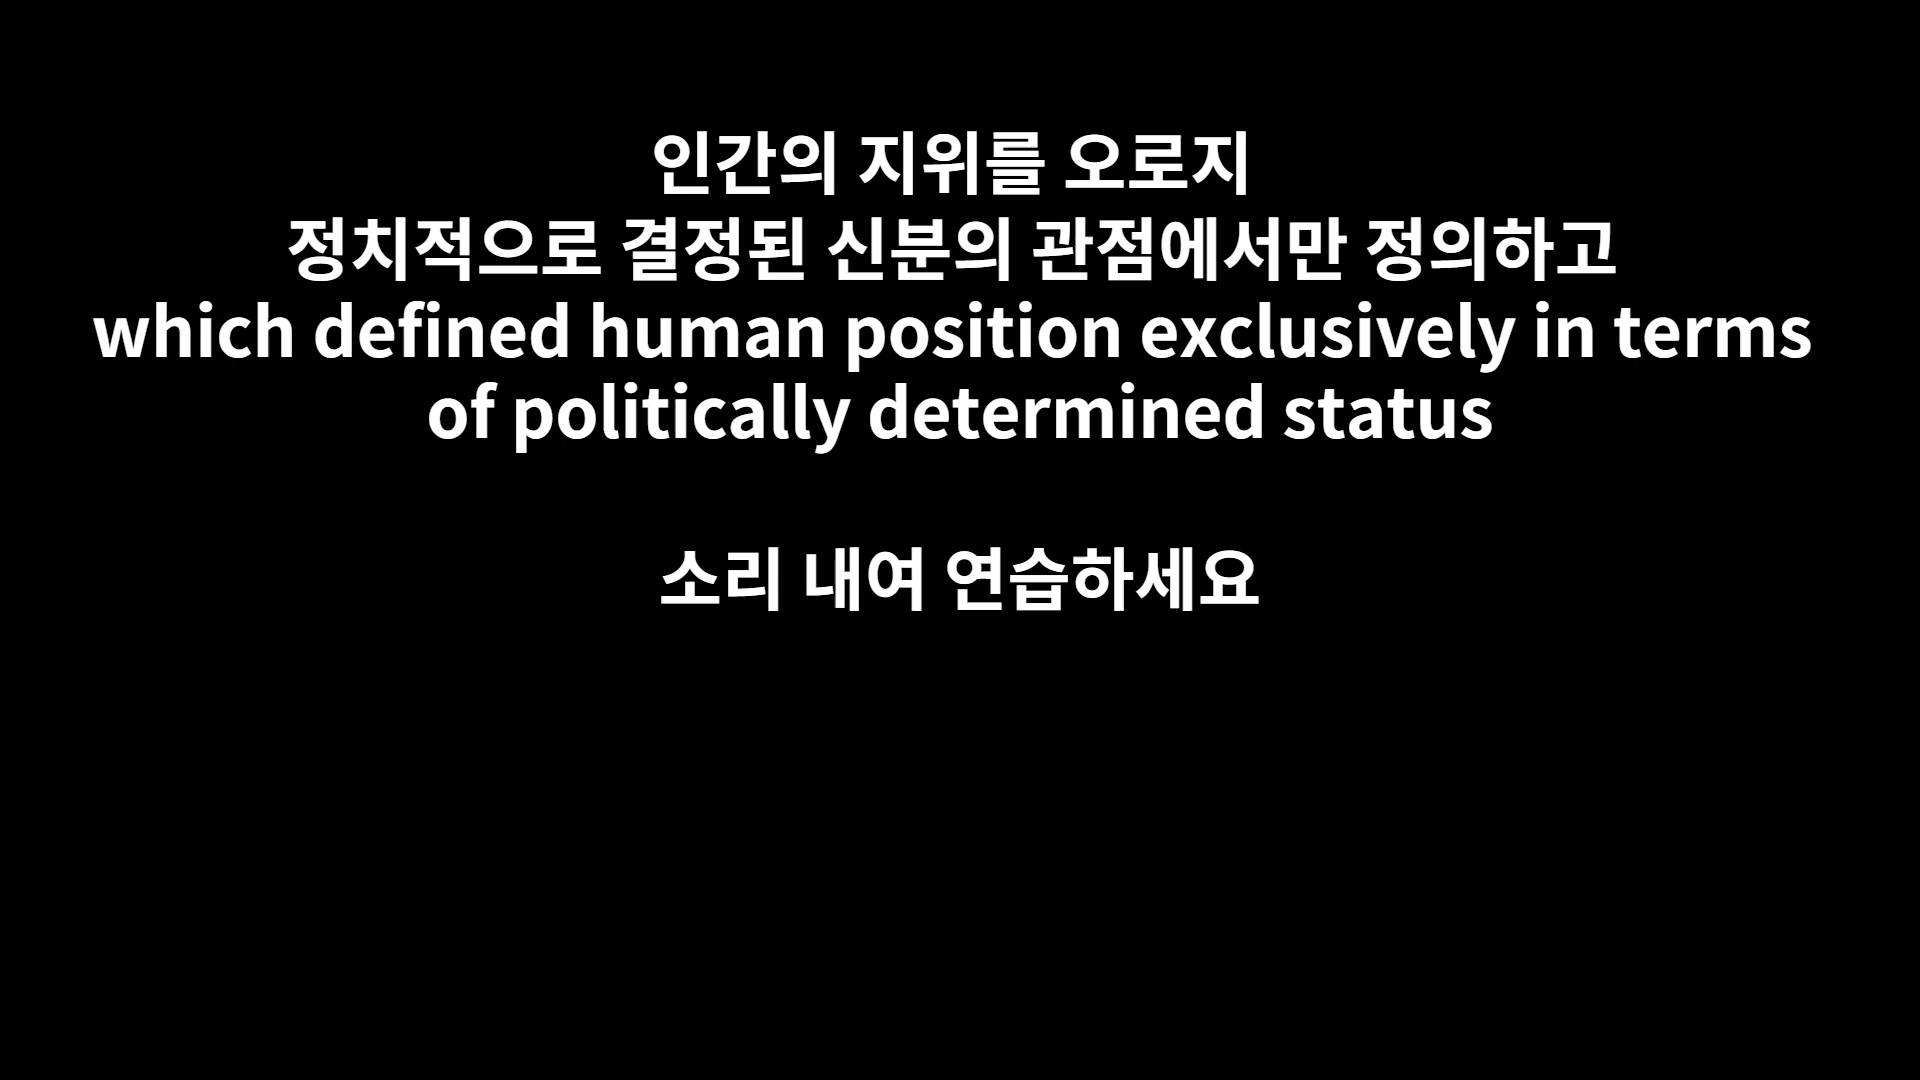 인간의 지위를 오로지
정치적으로 결정된 신분의 관점에서만 정의하고
which defined human position exclusively in terms
of politically determined status
소리 내여 연습하세요